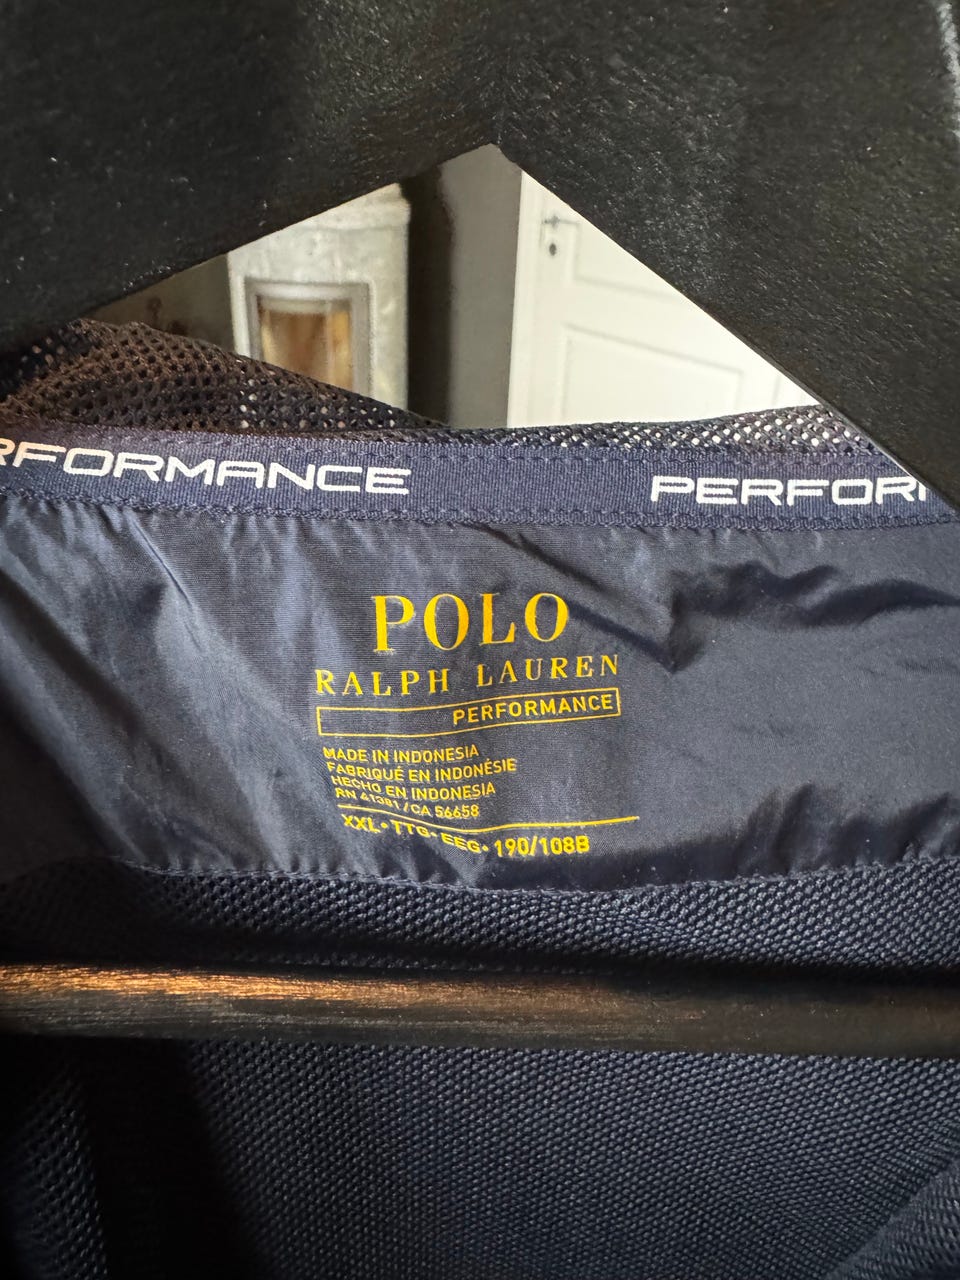 RFORMANCE PERFOR
POLO
RALPH LAUREN
PERFORMANCE
MADE IN INDONESIA
FABRIQUÉ EN INDONÉSIE
HECHO EN INDONESIA
RN 41381 / CA 56658
XXL • TTG • EEG • 190/108B